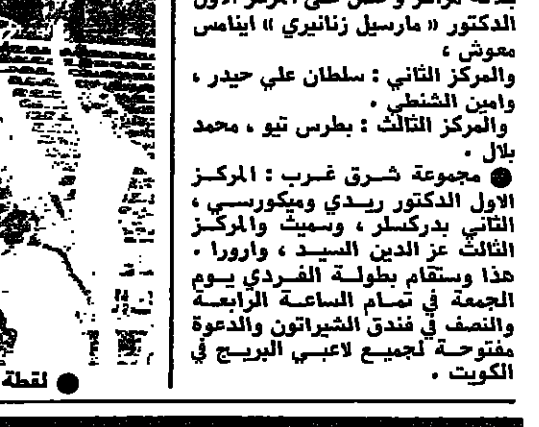 الدكتور « مارسيل زنانيري » اينامس
معوش ،
والمركز الثاني : سلطان علي حيدر ،
وامين الشنطي .
والمركز الثالث : بطرس تيو ، محمد
بلال .
● مجموعة شرق غرب : المركز
الاول الدكتور ريدي وميكورسي ،
الثاني بدركسلر ، وسميث والمركز
الثالث عز الدين السيد ، وارورا .
هذا وستقام بطولة الفردي يوم
الجمعة في تمام الساعة الرابعة
والنصف في فندق الشيراتون والدعوة
مفتوحة لجميع لاعبي البريج في
الكويت .
● لقطة